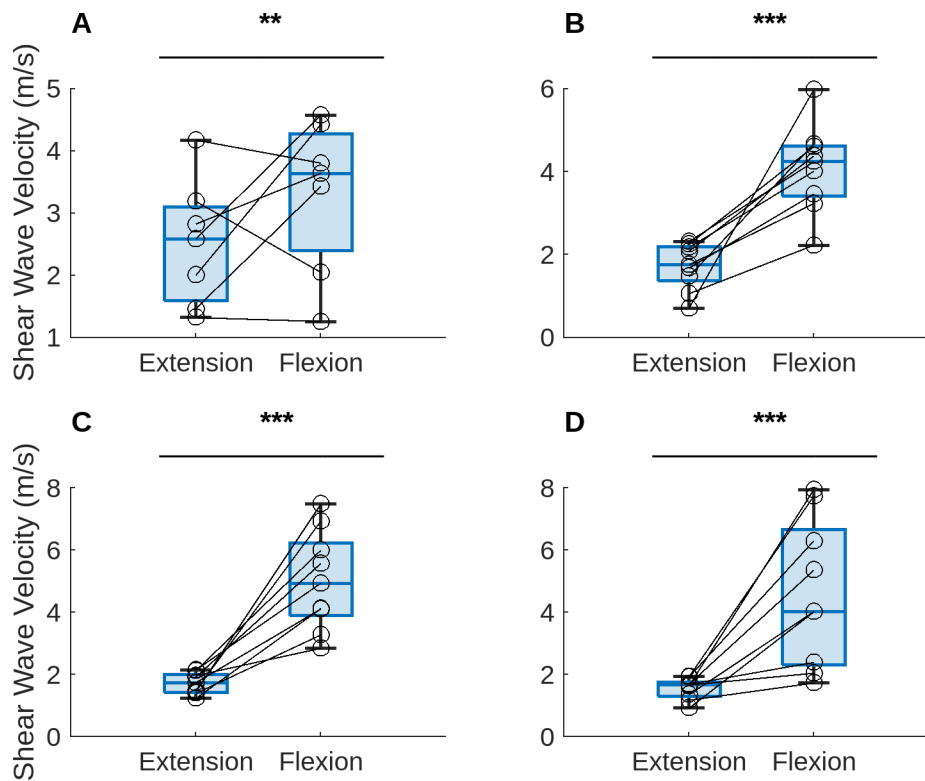 A
**
Shear Wave Velocity (m/s)
5
4
3
2
1
Extension
Flexion
B
***
6
4
2
0
Extension
Flexion
C
***
Shear Wave Velocity (m/s)
8
6
4
2
0
Extension
Flexion
D
***
8
6
4
2
0
Extension
Flexion